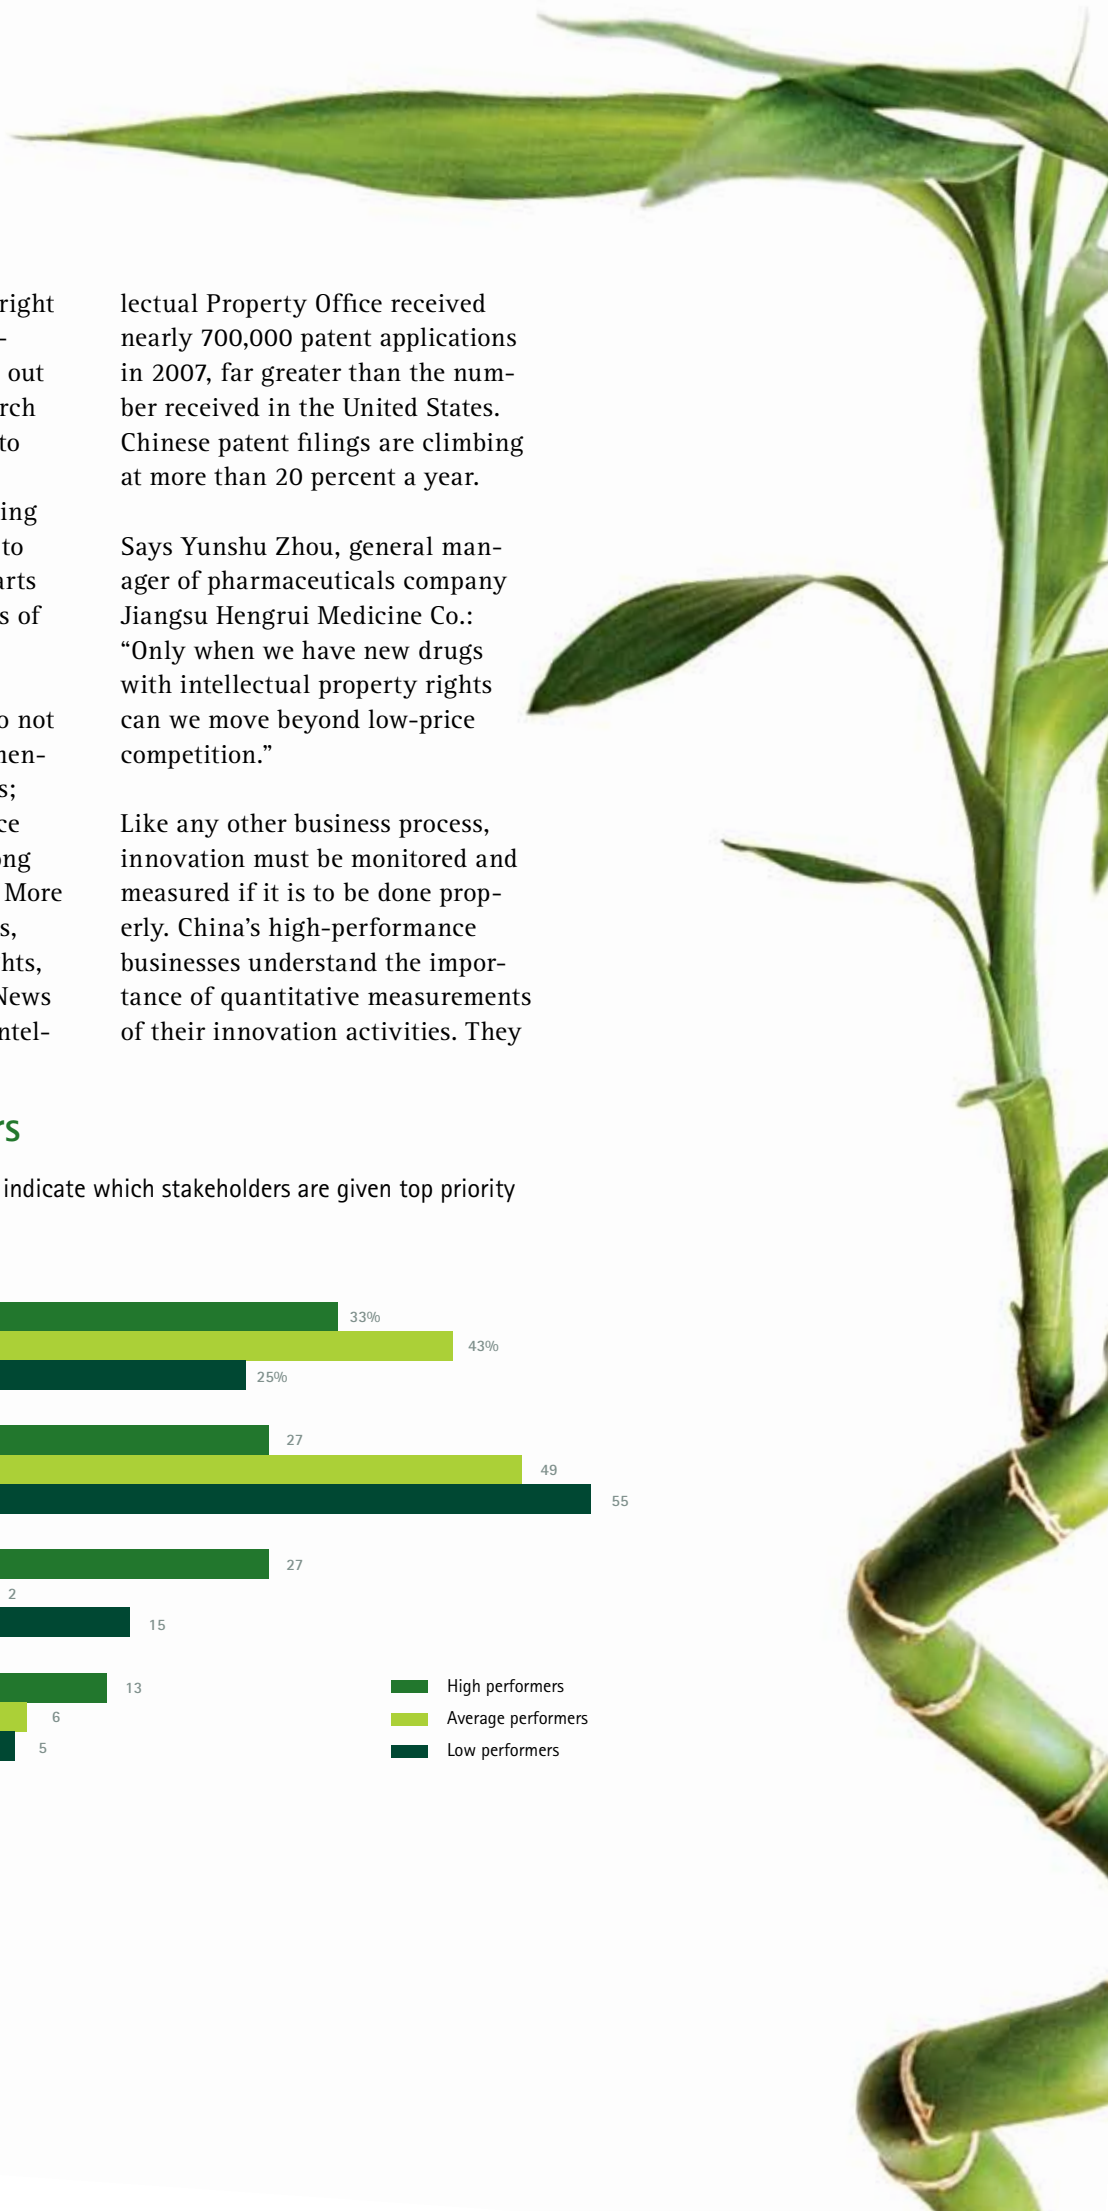 right
-
out
rch
to
ing
to
arts
s of
o not
nen-
s;
ce
ong
More
s,
hts,
News
ntel-
lectual Property Office received
nearly 700,000 patent applications
in 2007, far greater than the num-
ber received in the United States.
Chinese patent filings are climbing
at more than 20 percent a year.
Says Yunshu Zhou, general man-
ager of pharmaceuticals company
Jiangsu Hengrui Medicine Co.:
“Only when we have new drugs
with intellectual property rights
can we move beyond low-price
competition.”
Like any other business process,
innovation must be monitored and
measured if it is to be done prop-
erly. China’s high-performance
businesses understand the impor-
tance of quantitative measurements
of their innovation activities. They
rs
indicate which stakeholders are given top priority
33%
43%
25%
27
49
55
27
2
15
13
6
5
High performers
Average performers
Low performers